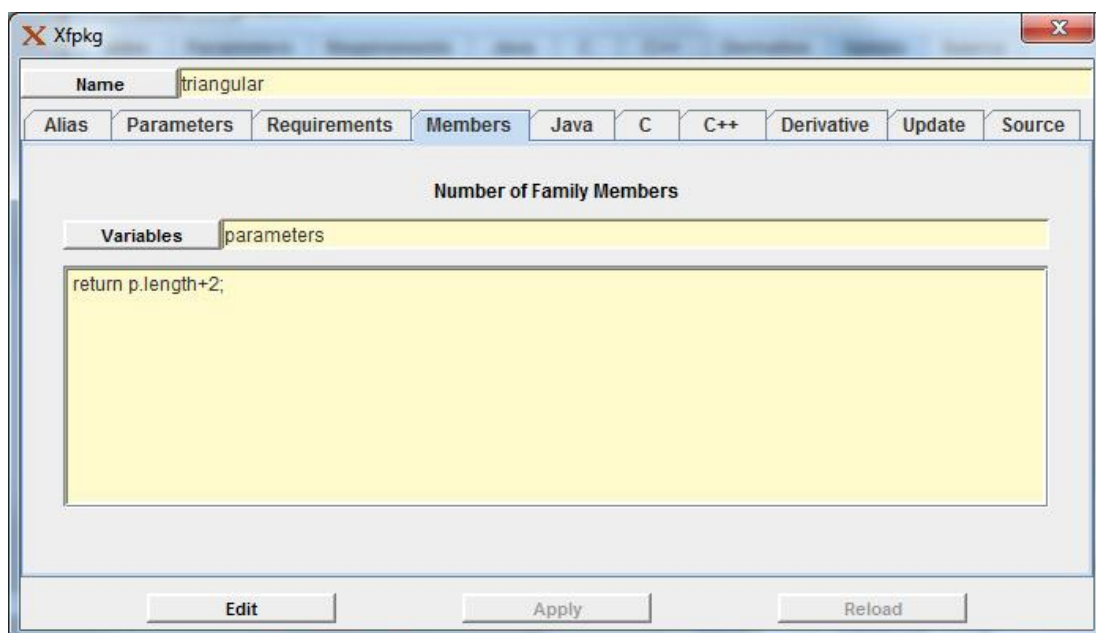 Xfpkg
Name triangular
Alias Parameters Requirements Members Java C C++ Derivative Update Source
Number of Family Members
Variables parameters
return p.length+2;
Edit Apply Reload